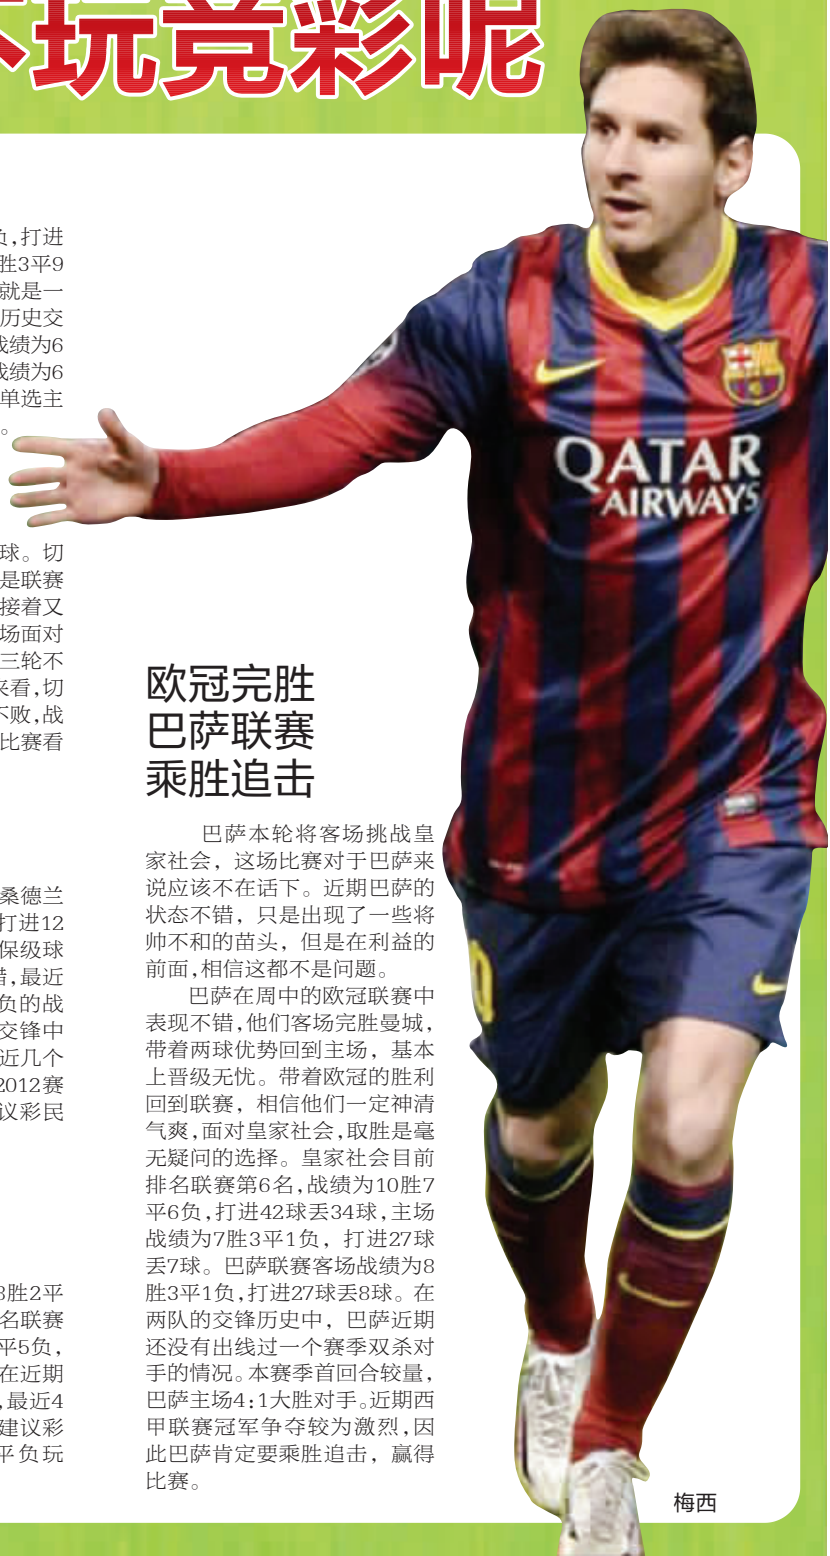 玩竞彩呢
负,打进
胜3平9
就是一
历史交
战绩为6
战绩为6
单选主
。
球。切
是联赛
接着又
场面对
三轮不
来看,切
不败,战
比赛看
桑德兰
打进12
保级球
错,最近
负的战
交锋中
近几个
2012赛
议彩民
8胜2平
名联赛
平5负,
在近期
,最近4
建议彩
平负玩
欧冠完胜
巴萨联赛
乘胜追击
巴萨本轮将客场挑战皇
家社会，这场比赛对于巴萨来
说应该不在话下。近期巴萨的
状态不错，只是出现了一些将
帅不和的苗头，但是在利益的
前面,相信这都不是问题。
巴萨在周中的欧冠联赛中
表现不错,他们客场完胜曼城,
带着两球优势回到主场，基本
上晋级无忧。带着欧冠的胜利
回到联赛，相信他们一定神清
气爽,面对皇家社会,取胜是毫
无疑问的选择。皇家社会目前
排名联赛第6名,战绩为10胜7
平6负,打进42球丢34球,主场
战绩为7胜3平1负，打进27球
丢7球。巴萨联赛客场战绩为8
胜3平1负,打进27球丢8球。在
两队的交锋历史中，巴萨近期
还没有出线过一个赛季双杀对
手的情况。本赛季首回合较量,
巴萨主场4:1大胜对手。近期西
甲联赛冠军争夺较为激烈,因
此巴萨肯定要乘胜追击，赢得
比赛。
QATAR
AIRWAYS
梅西